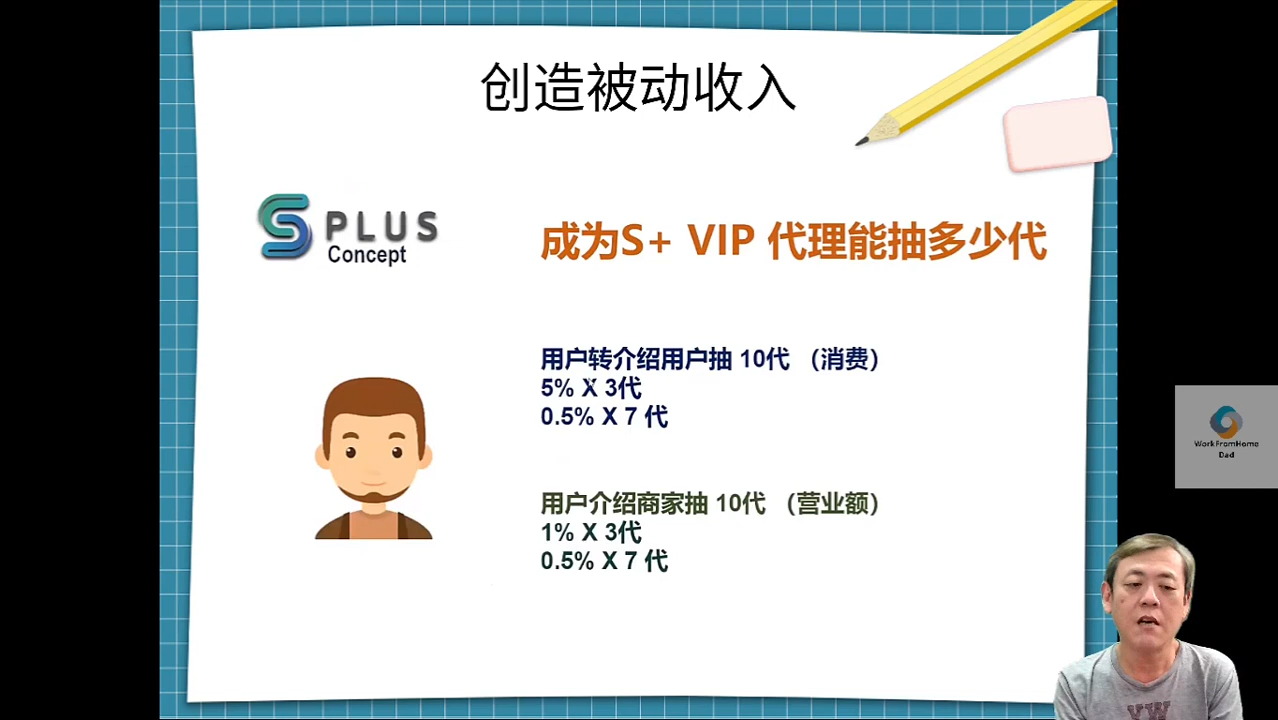 创造被动收入
S PLUS
Concept
成为S+ VIP 代理能抽多少代
用户转介绍用户抽 10代 （消费）
5% X 3代
0.5% X 7 代
用户介绍商家抽 10代 （营业额）
1% X 3代
0.5% X 7 代
WorkFromHome
Dad